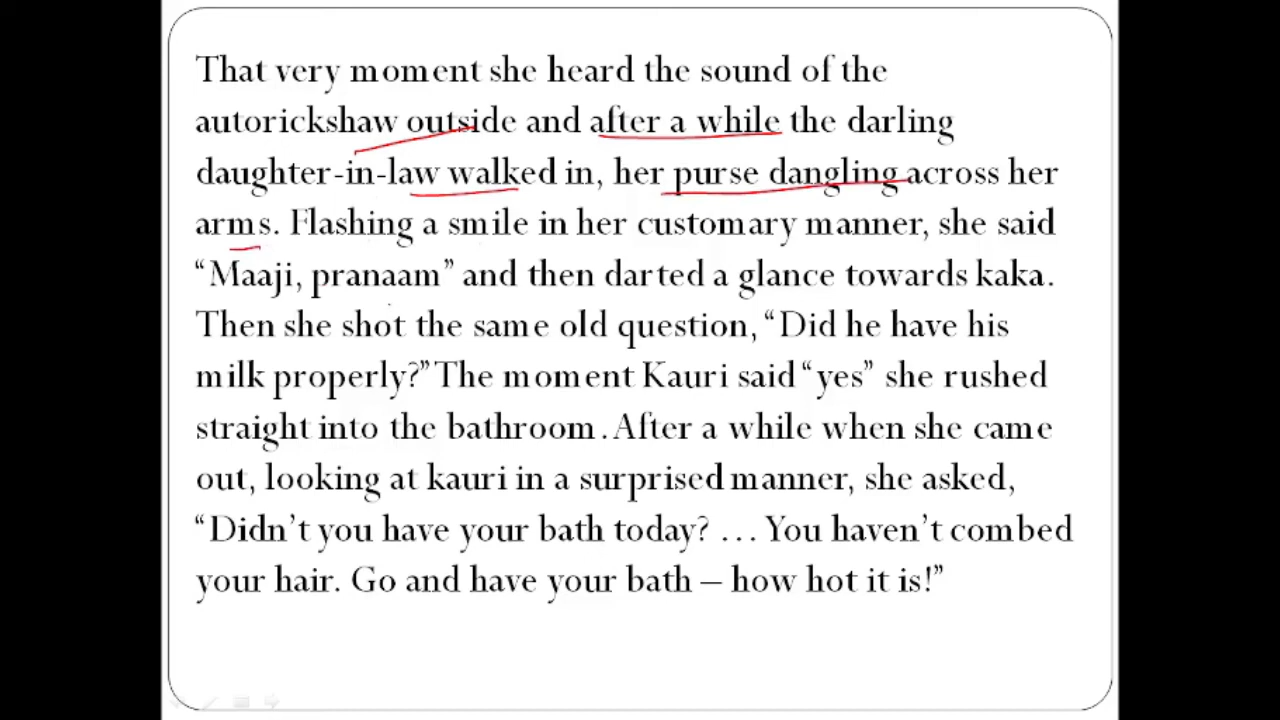 That very moment she heard the sound of the
autorickshaw outside and after a while the darling
daughter-in-law walked in, her purse dangling across her
arms. Flashing a smile in her customary manner, she said
“Maaji, pranaam” and then darted a glance towards kaka.
Then she shot the same old question, “Did he have his
milk properly?” The moment Kauri said “yes” she rushed
straight into the bathroom. After a while when she came
out, looking at kauri in a surprised manner, she asked,
“Didn’t you have your bath today? … You haven’t combed
your hair. Go and have your bath – how hot it is!”